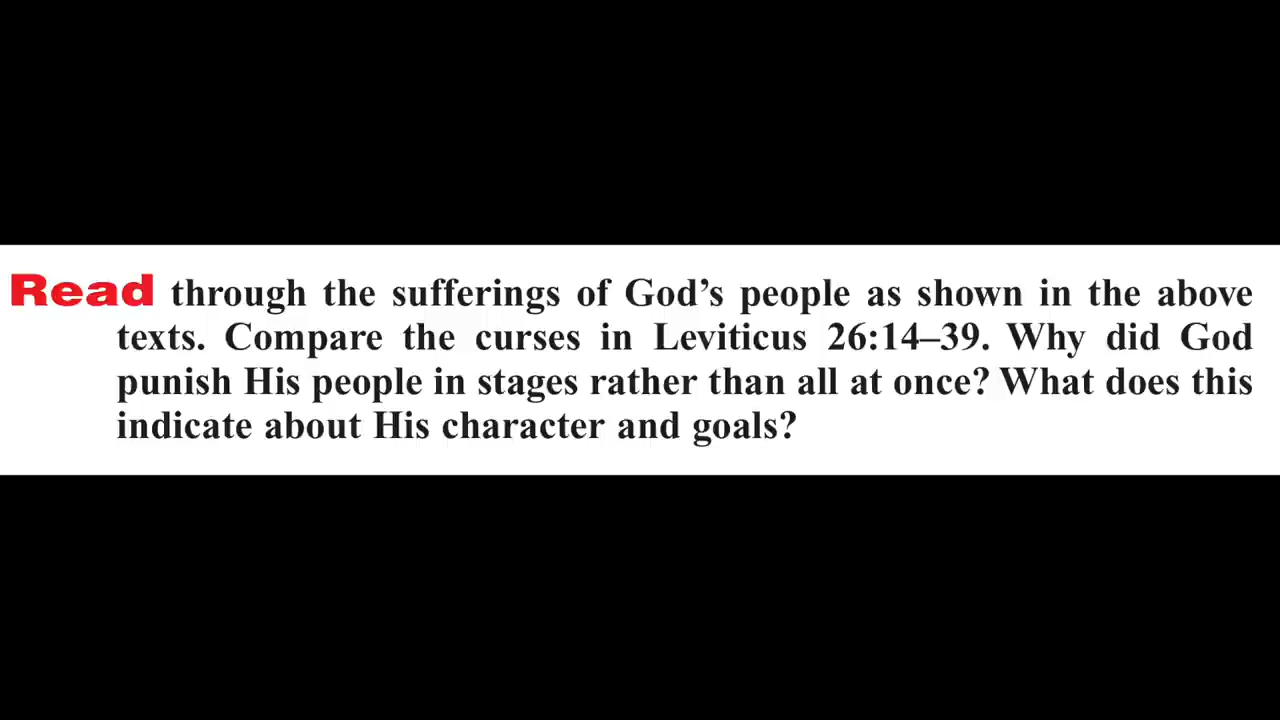 Read through the sufferings of God’s people as shown in the above
texts. Compare the curses in Leviticus 26:14–39. Why did God
punish His people in stages rather than all at once? What does this
indicate about His character and goals?